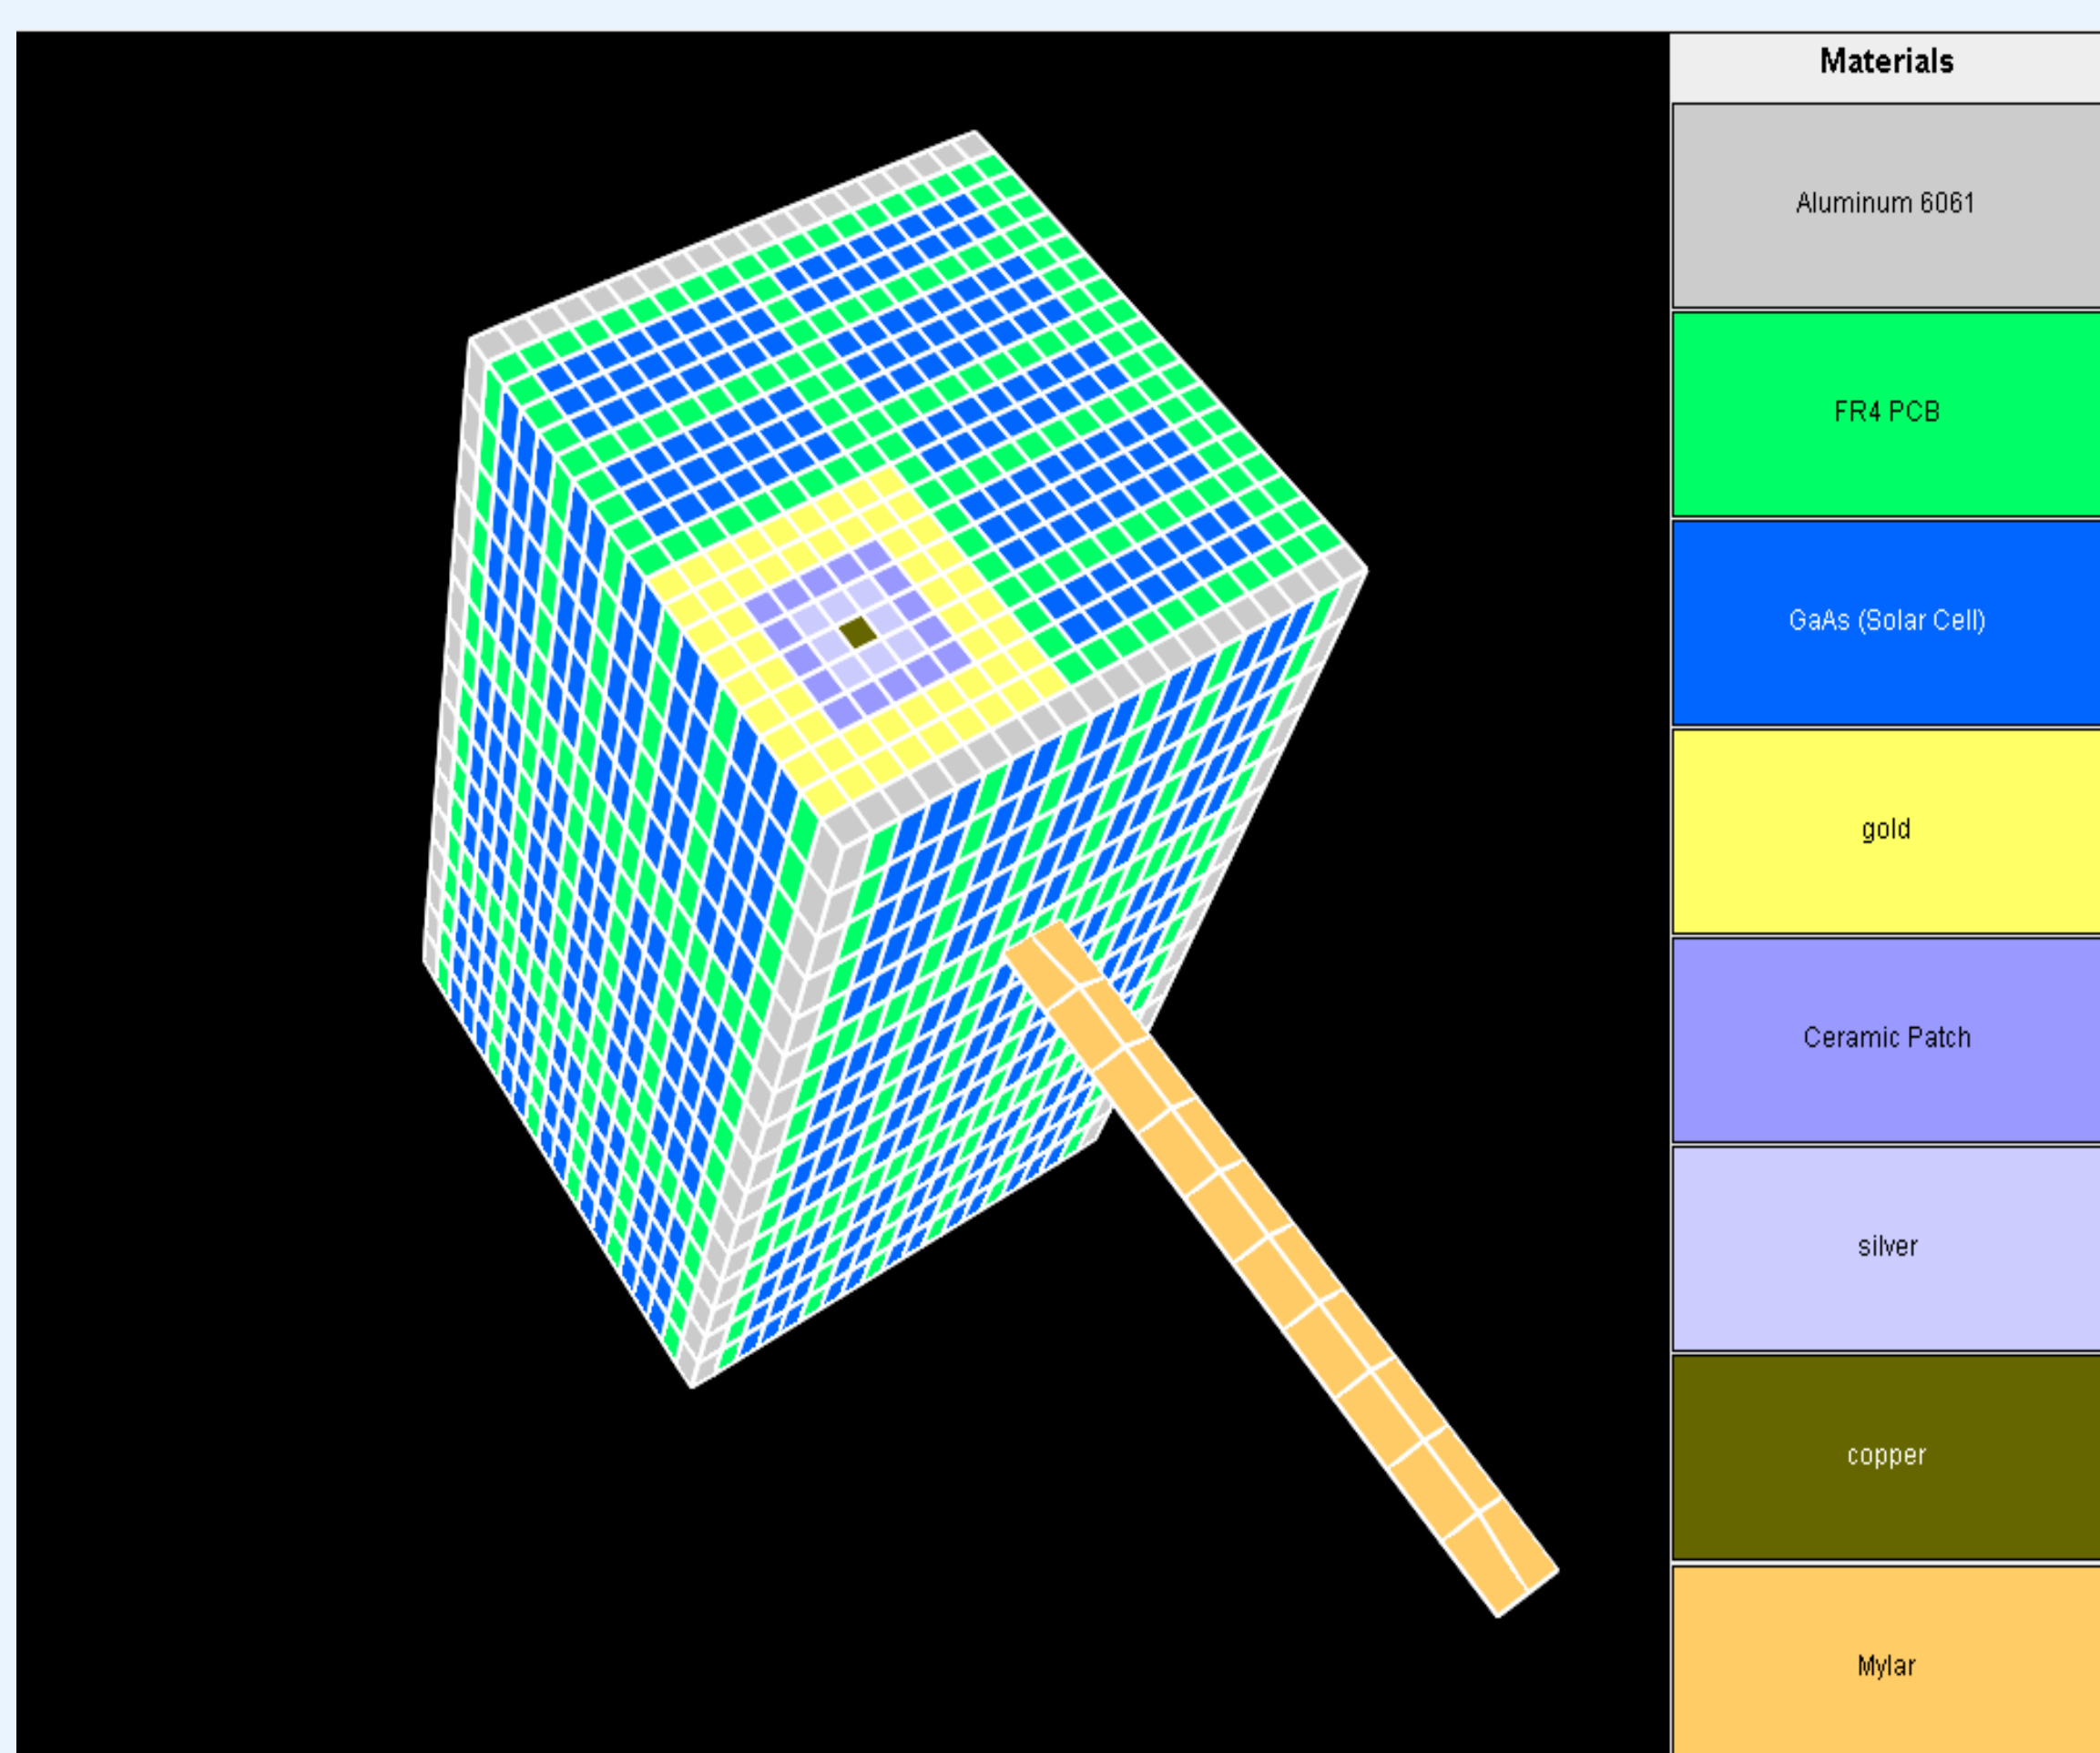 Materials
Aluminum 6061
FR4 PCB
GaAs (Solar Cell)
gold
Ceramic Patch
silver
copper
Mylar